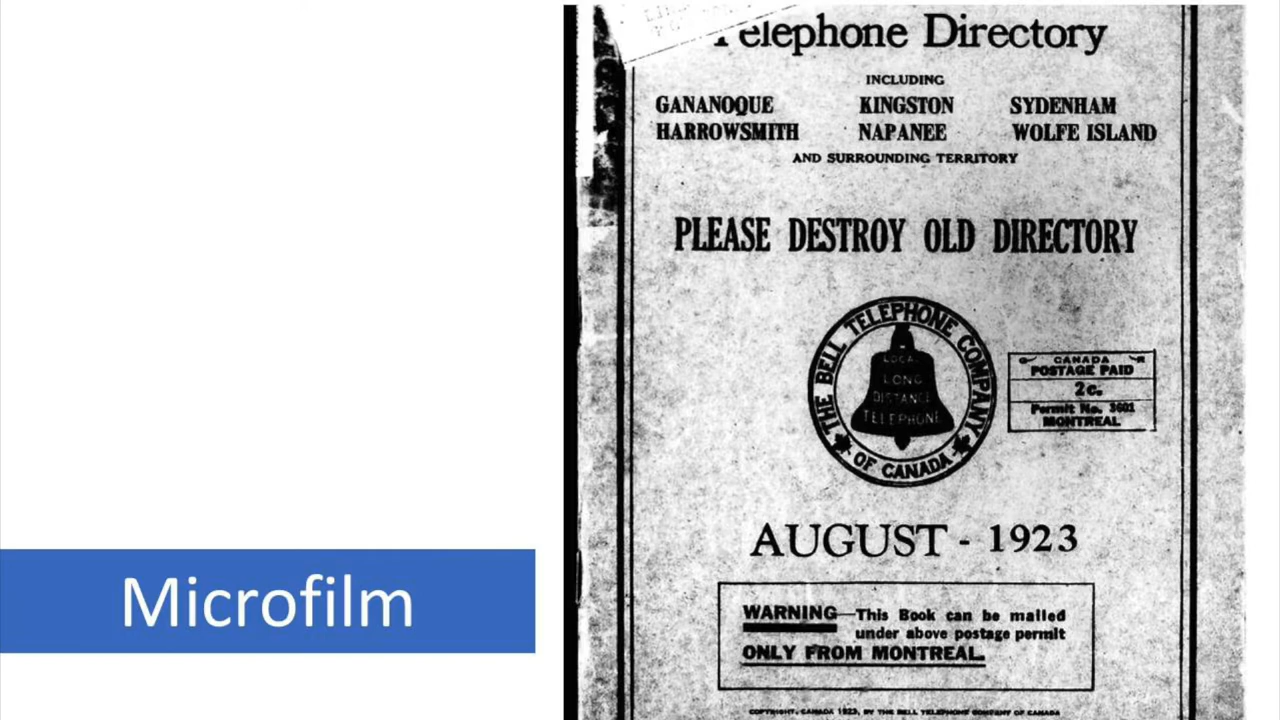 Telephone Directory
INCLUDING
GANANOQUE KINGSTON SYDENHAM
HARROWSMITH NAPANEE WOLFE ISLAND
AND SURROUNDING TERRITORY
PLEASE DESTROY OLD DIRECTORY
THE BELL TELEPHONE COMPANY
OF CANADA
LOCAL
LONG
DISTANCE
TELEPHONE
CANADA
POSTAGE PAID
2c.
Permit No. 3601
MONTREAL
AUGUST - 1923
WARNING—This Book can be mailed
under above postage permit
ONLY FROM MONTREAL.
COPYRIGHT, CANADA 1923, BY THE BELL TELEPHONE COMPANY OF CANADA
Microfilm